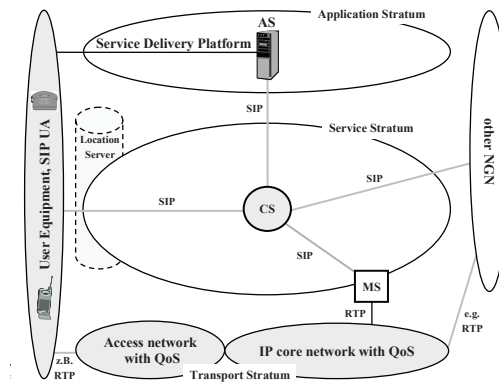 Application Stratum
AS
Service Delivery Platform
SIP
Service Stratum
Location
Server
User Equipment, SIP UA
other NGN
SIP
SIP
CS
SIP
MS
RTP
e.g.
RTP
Access network
with QoS
IP core network with QoS
z.B.
RTP
Transport Stratum